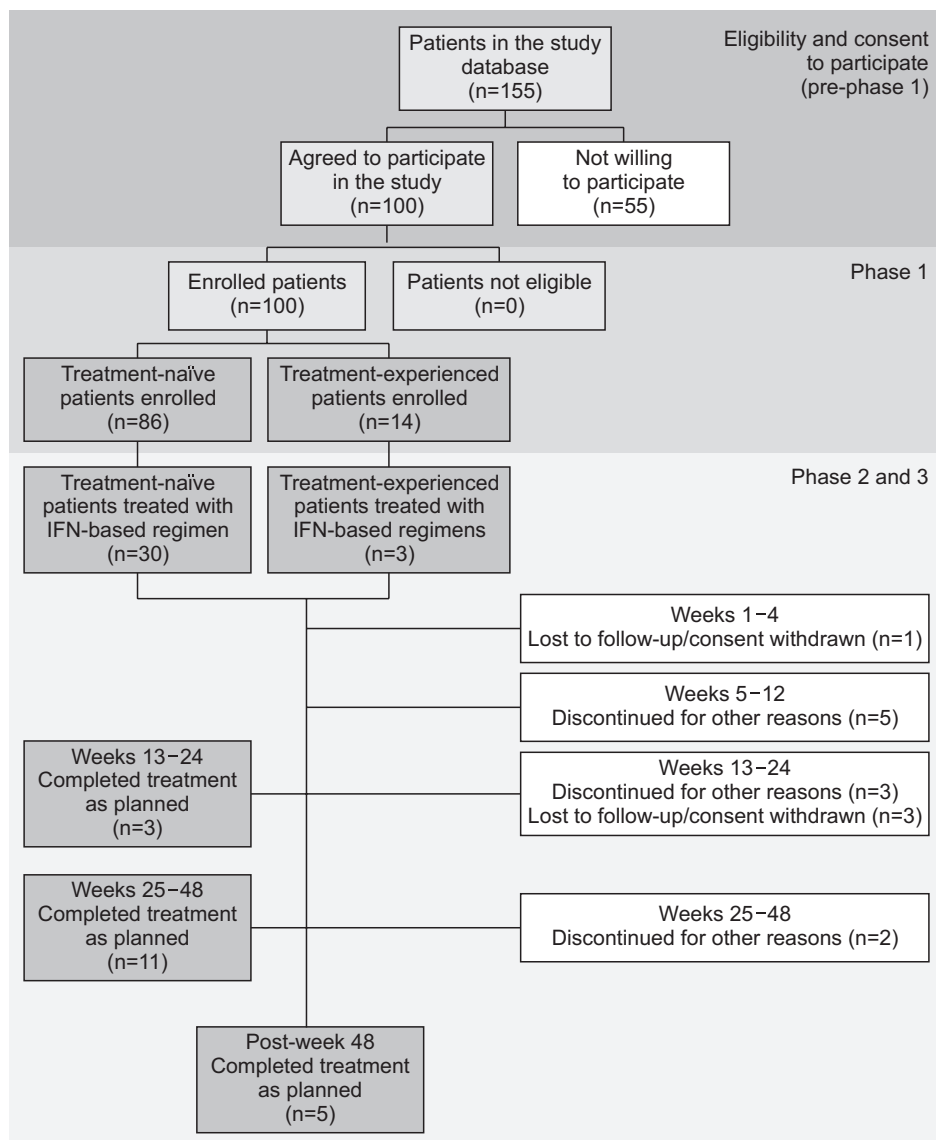 Patients in the study
database
(n=155)
Eligibility and consent
to participate
(pre-phase 1)
Agreed to participate
in the study
(n=100)
Not willing
to participate
(n=55)
Phase 1
Enrolled patients
(n=100)
Patients not eligible
(n=0)
Treatment-naïve
patients enrolled
(n=86)
Treatment-experienced
patients enrolled
(n=14)
Phase 2 and 3
Treatment-naïve
patients treated with
IFN-based regimen
(n=30)
Treatment-experienced
patients treated with
IFN-based regimens
(n=3)
Weeks 1–4
Lost to follow-up/consent withdrawn (n=1)
Weeks 5–12
Discontinued for other reasons (n=5)
Weeks 13–24
Completed treatment
as planned
(n=3)
Weeks 13–24
Discontinued for other reasons (n=3)
Lost to follow-up/consent withdrawn (n=3)
Weeks 25–48
Completed treatment
as planned
(n=11)
Weeks 25–48
Discontinued for other reasons (n=2)
Post-week 48
Completed treatment
as planned
(n=5)